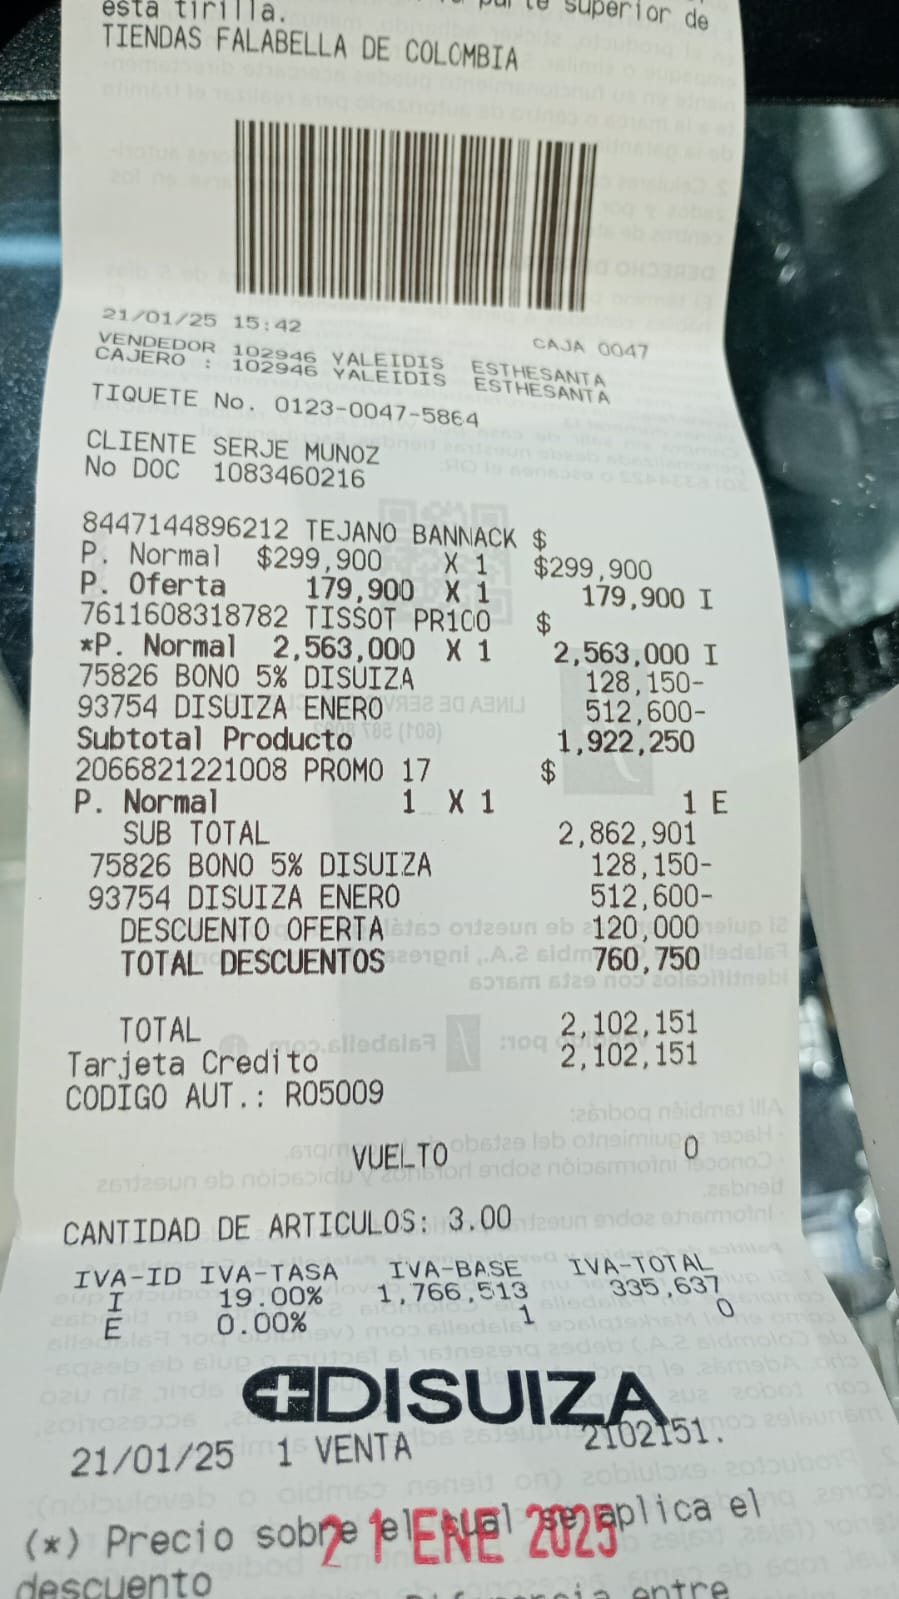 esta tirilla. superior de
TIENDAS FALABELLA DE COLOMBIA
21/01/25 15:42 CAJA 0047
VENDEDOR 102946 YALEIDIS ESTHESANTA
CAJERO : 102946 YALEIDIS ESTHESANTA
TIQUETE No. 0123-0047-5864
CLIENTE SERJE MUNOZ
No DOC 1083460216
8447144896212 TEJANO BANNACK $
P. Normal $299,900 X 1 $299,900
P. Oferta 179,900 X 1 179,900 I
7611608318782 TISSOT PR100 $
*P. Normal 2,563,000 X 1 2,563,000 I
75826 BONO 5% DISUIZA 128,150-
93754 DISUIZA ENERO 512,600-
Subtotal Producto 1,922,250
2066821221008 PROMO 17 $
P. Normal 1 X 1 1 E
SUB TOTAL 2,862,901
75826 BONO 5% DISUIZA 128,150-
93754 DISUIZA ENERO 512,600-
DESCUENTO OFERTA 120,000
TOTAL DESCUENTOS 760,750
TOTAL 2,102,151
Tarjeta Credito 2,102,151
CODIGO AUT.: R05009
VUELTO 0
CANTIDAD DE ARTICULOS: 3.00
IVA-ID IVA-TASA IVA-BASE IVA-TOTAL
I 19.00% 1,766,513 335,637
E 0.00% 1 0
DISUIZA
21/01/25 1 VENTA 2102151.
(*) Precio sobre el cual se aplica el
21 ENE 2025
descuento
entre